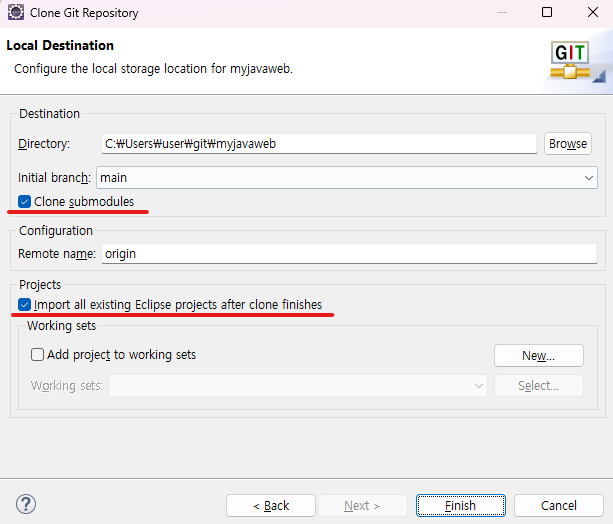 Clone Git Repository
Local Destination
Configure the local storage location for myjavaweb.
GIT
Destination
Directory: C:₩Users₩user₩git₩myjavaweb Browse
Initial branch: main
Clone submodules
Configuration
Remote name: origin
Projects
Import all existing Eclipse projects after clone finishes
Working sets
Add project to working sets New...
Working sets: Select...
? < Back Next > Finish Cancel